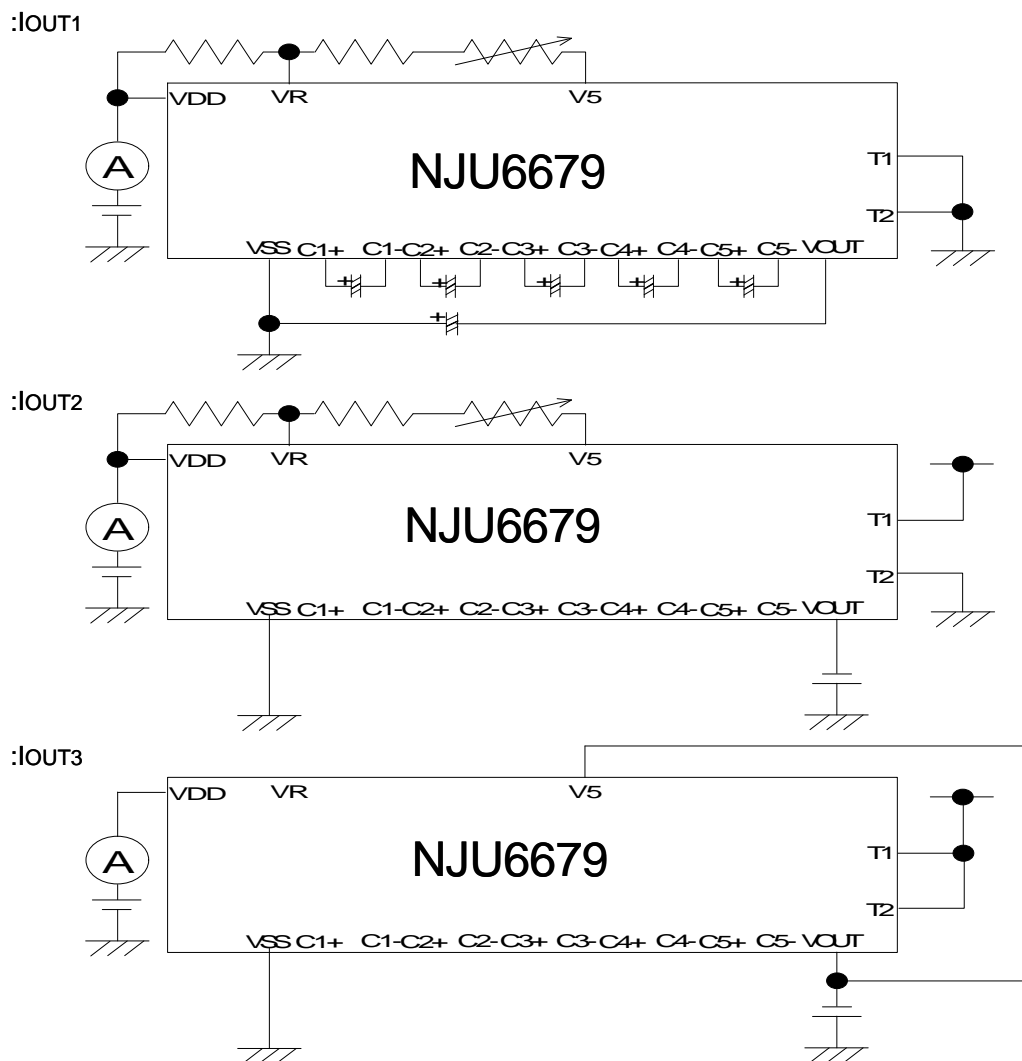 :IOUT1
VDD VR V5
A
NJU6679
T1
T2
VSS C1+ C1- C2+ C2- C3+ C3- C4+ C4- C5+ C5- VOUT
+ + + + +
+
:IOUT2
VDD VR V5
A
NJU6679
T1
T2
VSS C1+ C1- C2+ C2- C3+ C3- C4+ C4- C5+ C5- VOUT
:IOUT3
VDD VR V5
A
NJU6679
T1
T2
VSS C1+ C1- C2+ C2- C3+ C3- C4+ C4- C5+ C5- VOUT